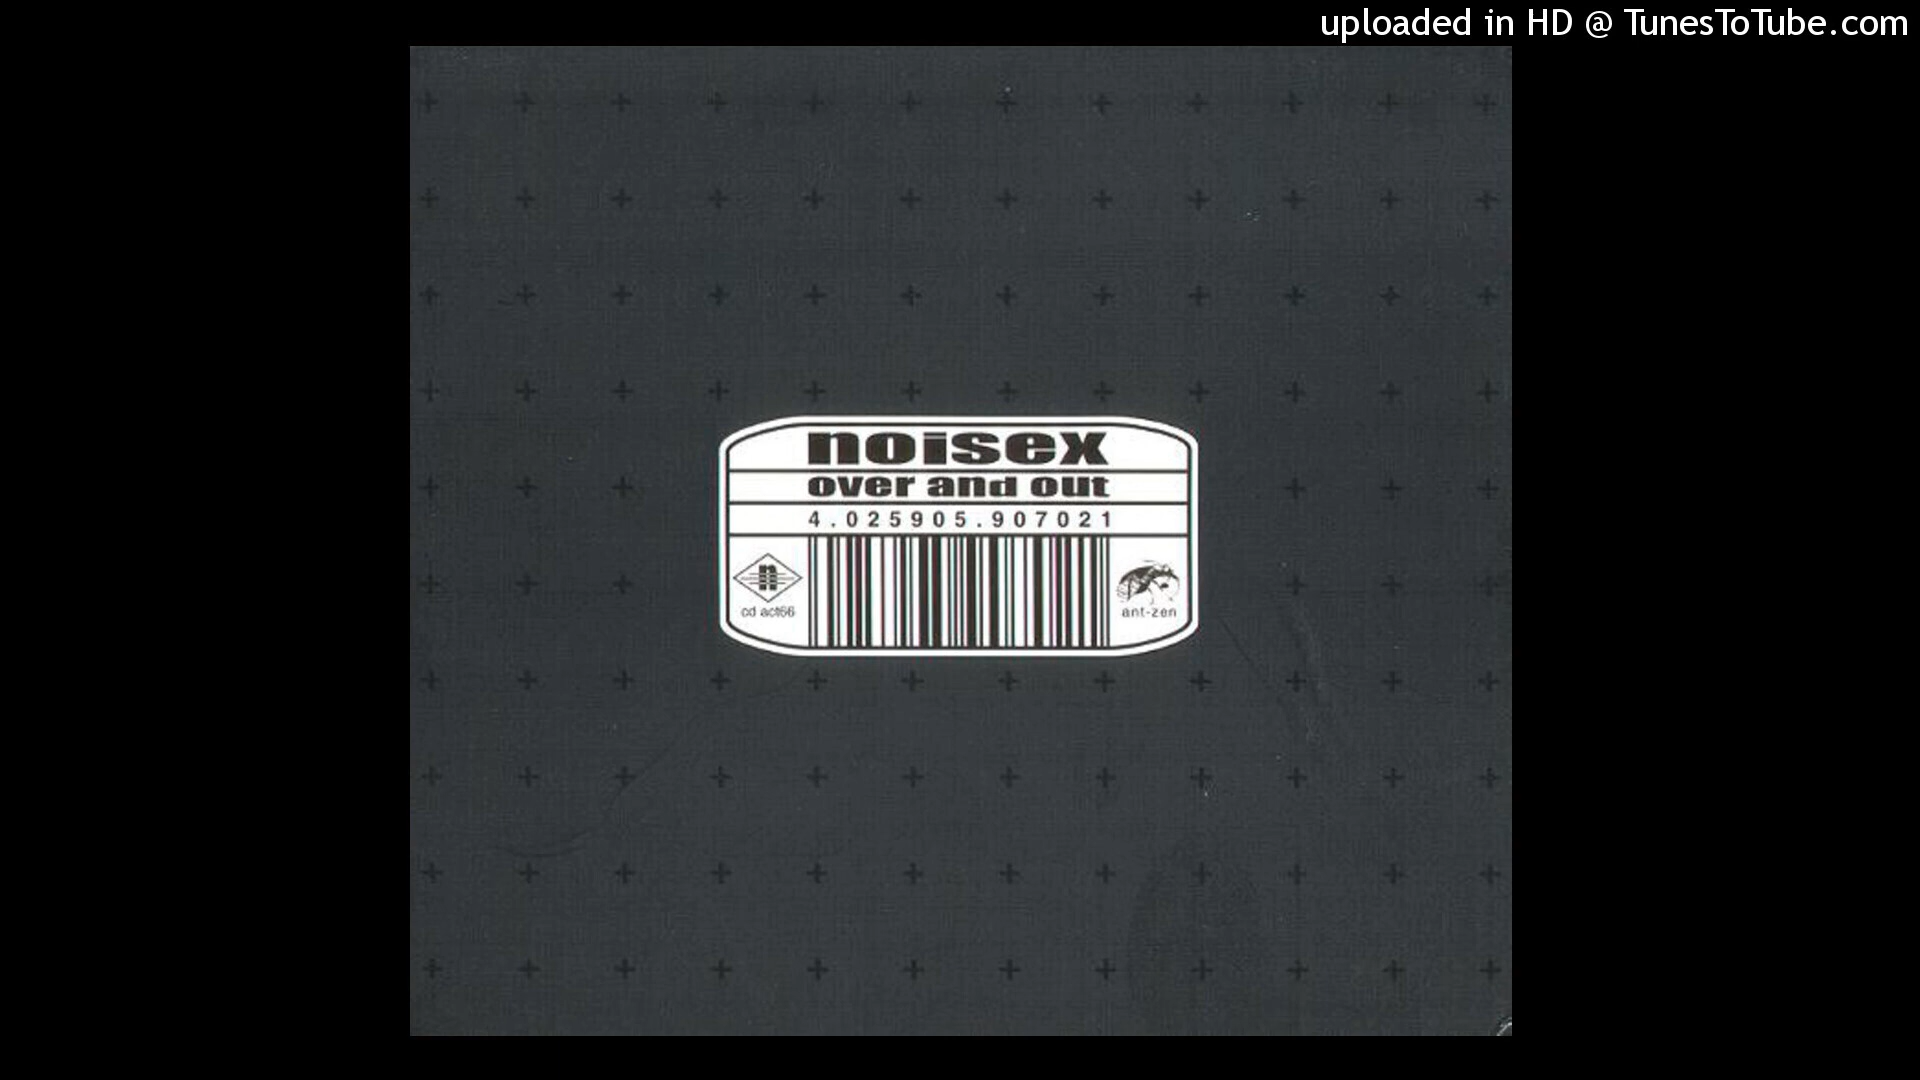 uploaded in HD @ TunesToTube.com
noisex
over and out
4.025905.907021
n
cd act66
ant-zen